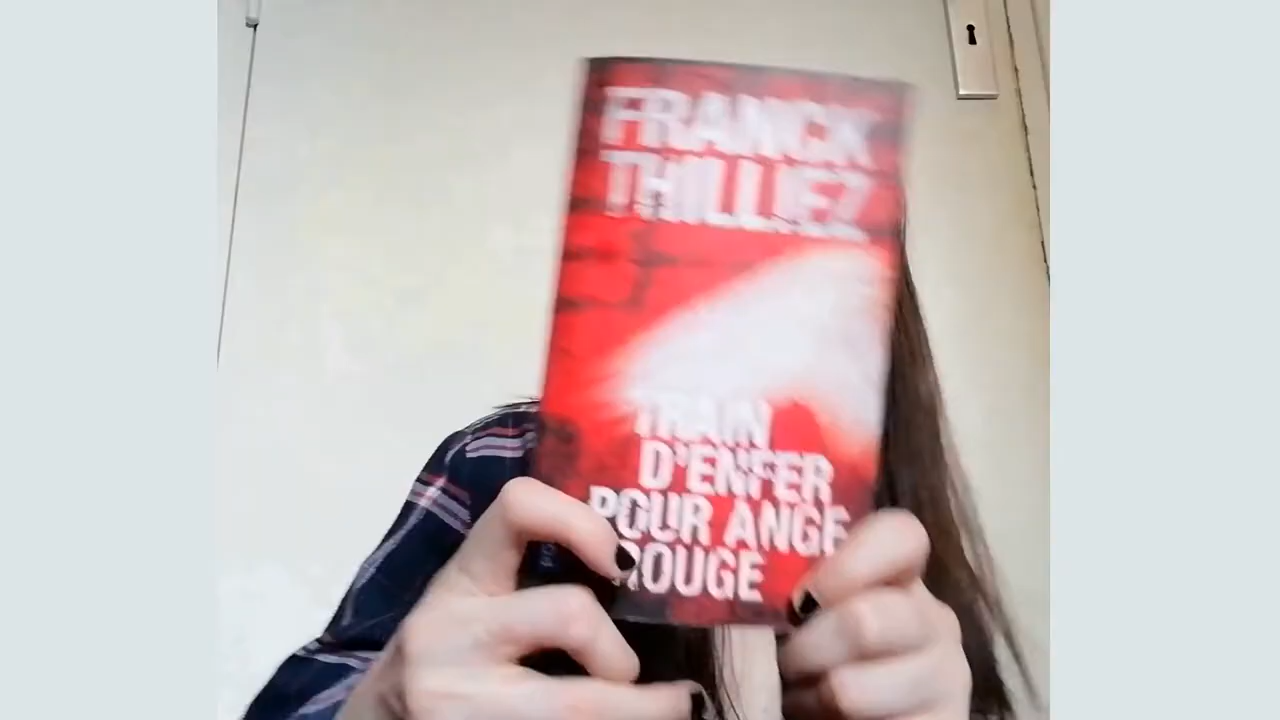 FRANCK
THILLIEZ
TRAIN
D'ENFER
POUR ANGE
ROUGE